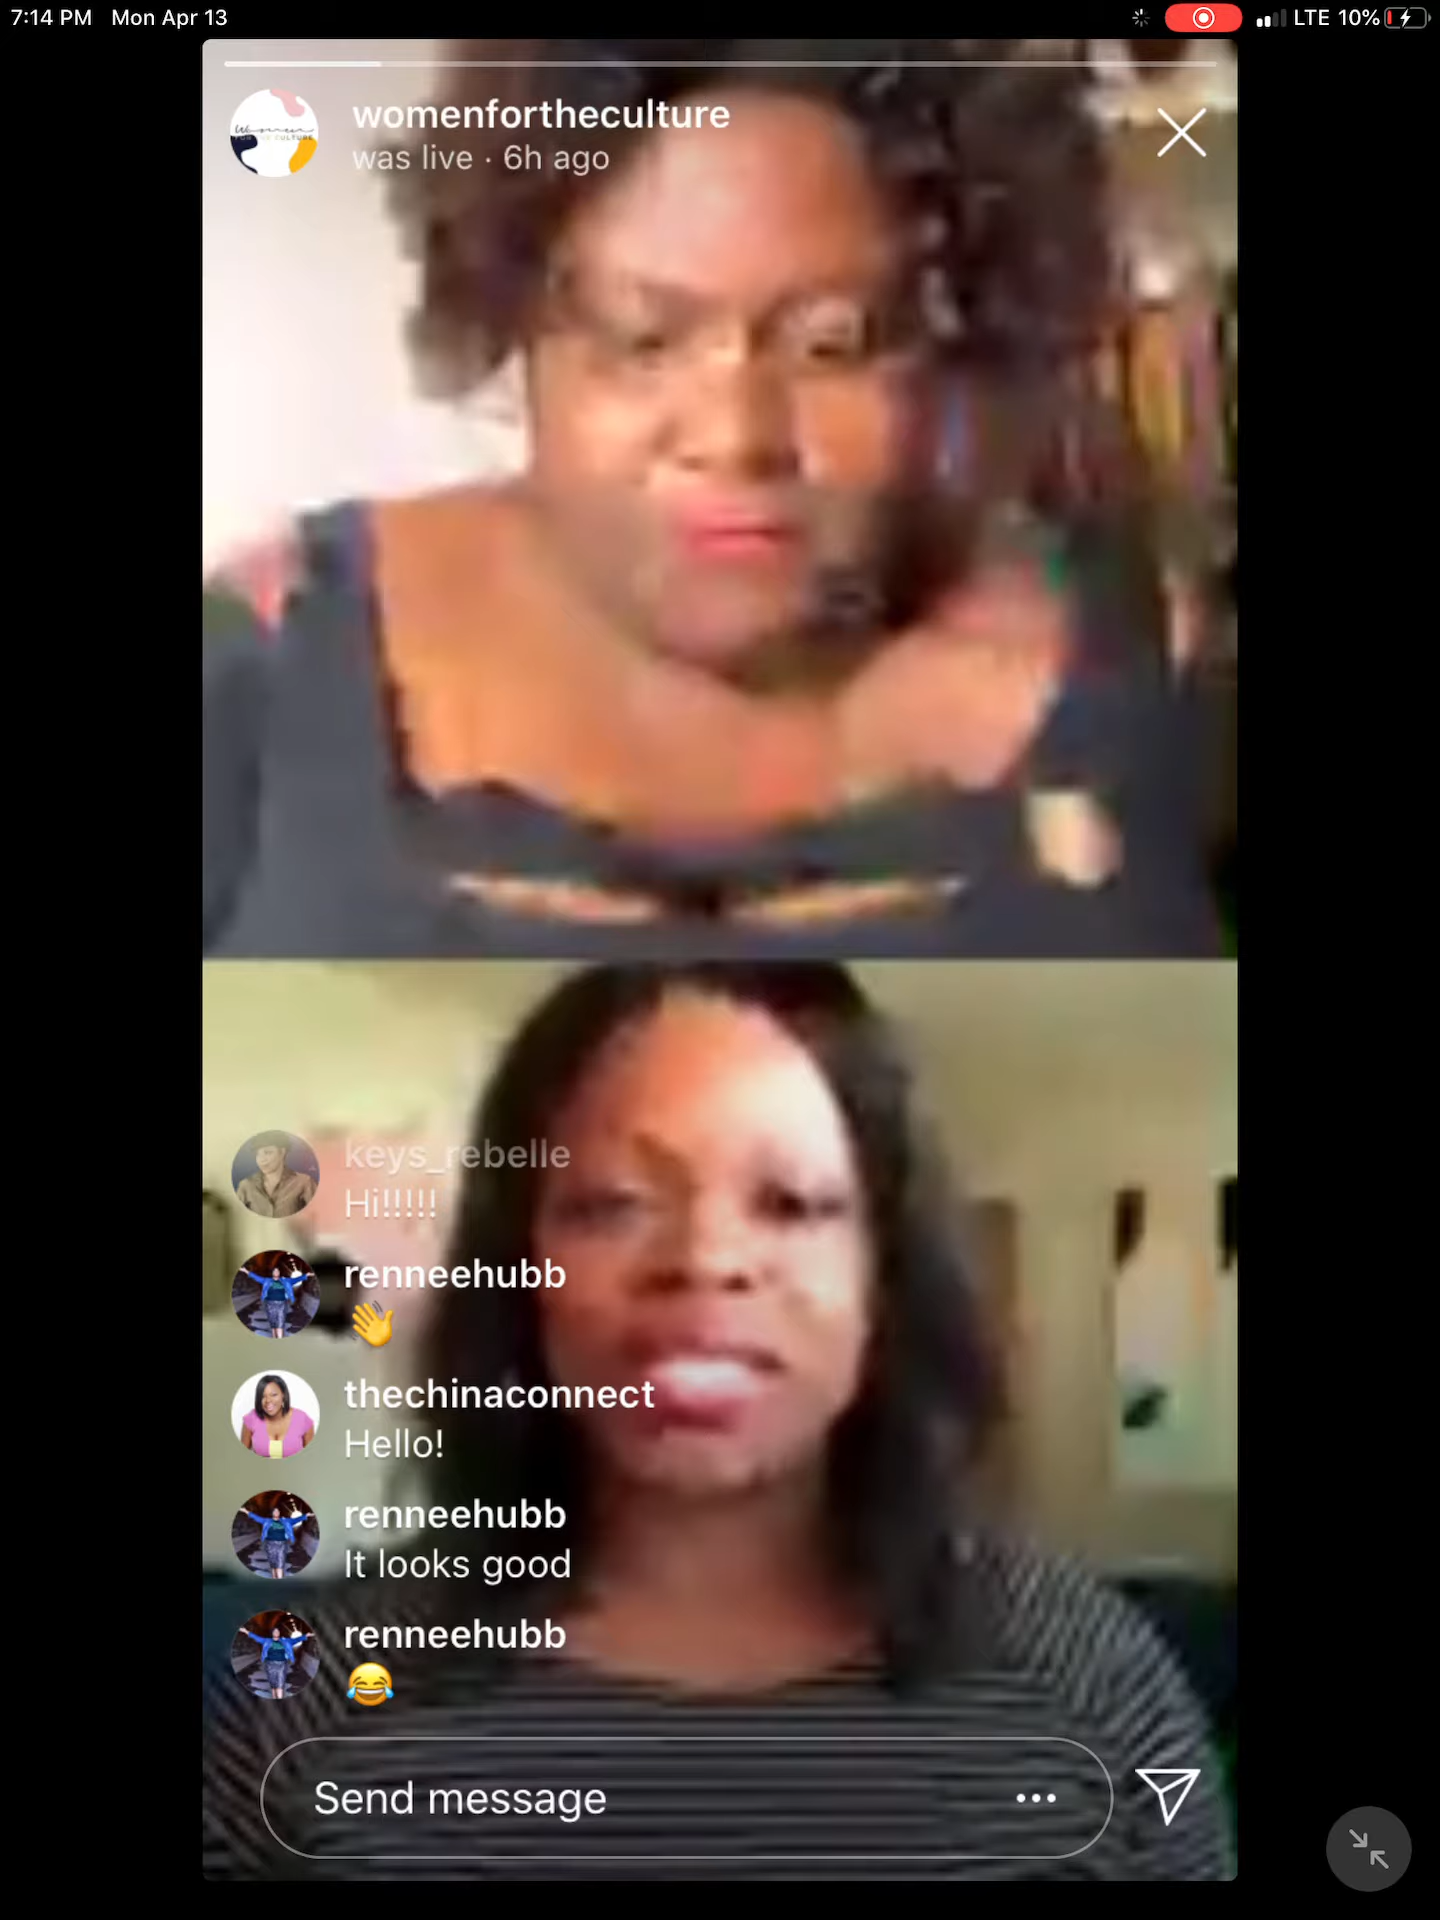 7:14 PM Mon Apr 13
LTE 10%
womenfortheculture
was live · 6h ago
keys_rebelle
Hi!!!!!
renneehubb
👋
thechinaconnect
Hello!
renneehubb
It looks good
renneehubb
😂
Send message